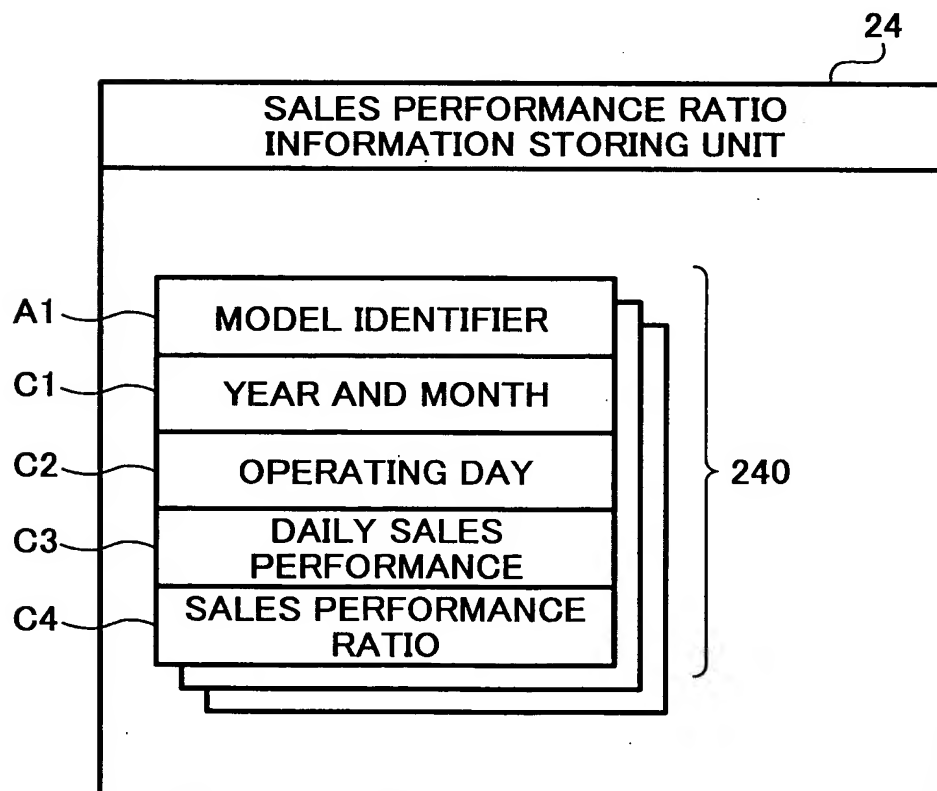 24
SALES PERFORMANCE RATIO
INFORMATION STORING UNIT
A1
MODEL IDENTIFIER
C1
YEAR AND MONTH
C2
OPERATING DAY
240
C3
DAILY SALES
PERFORMANCE
C4
SALES PERFORMANCE
RATIO